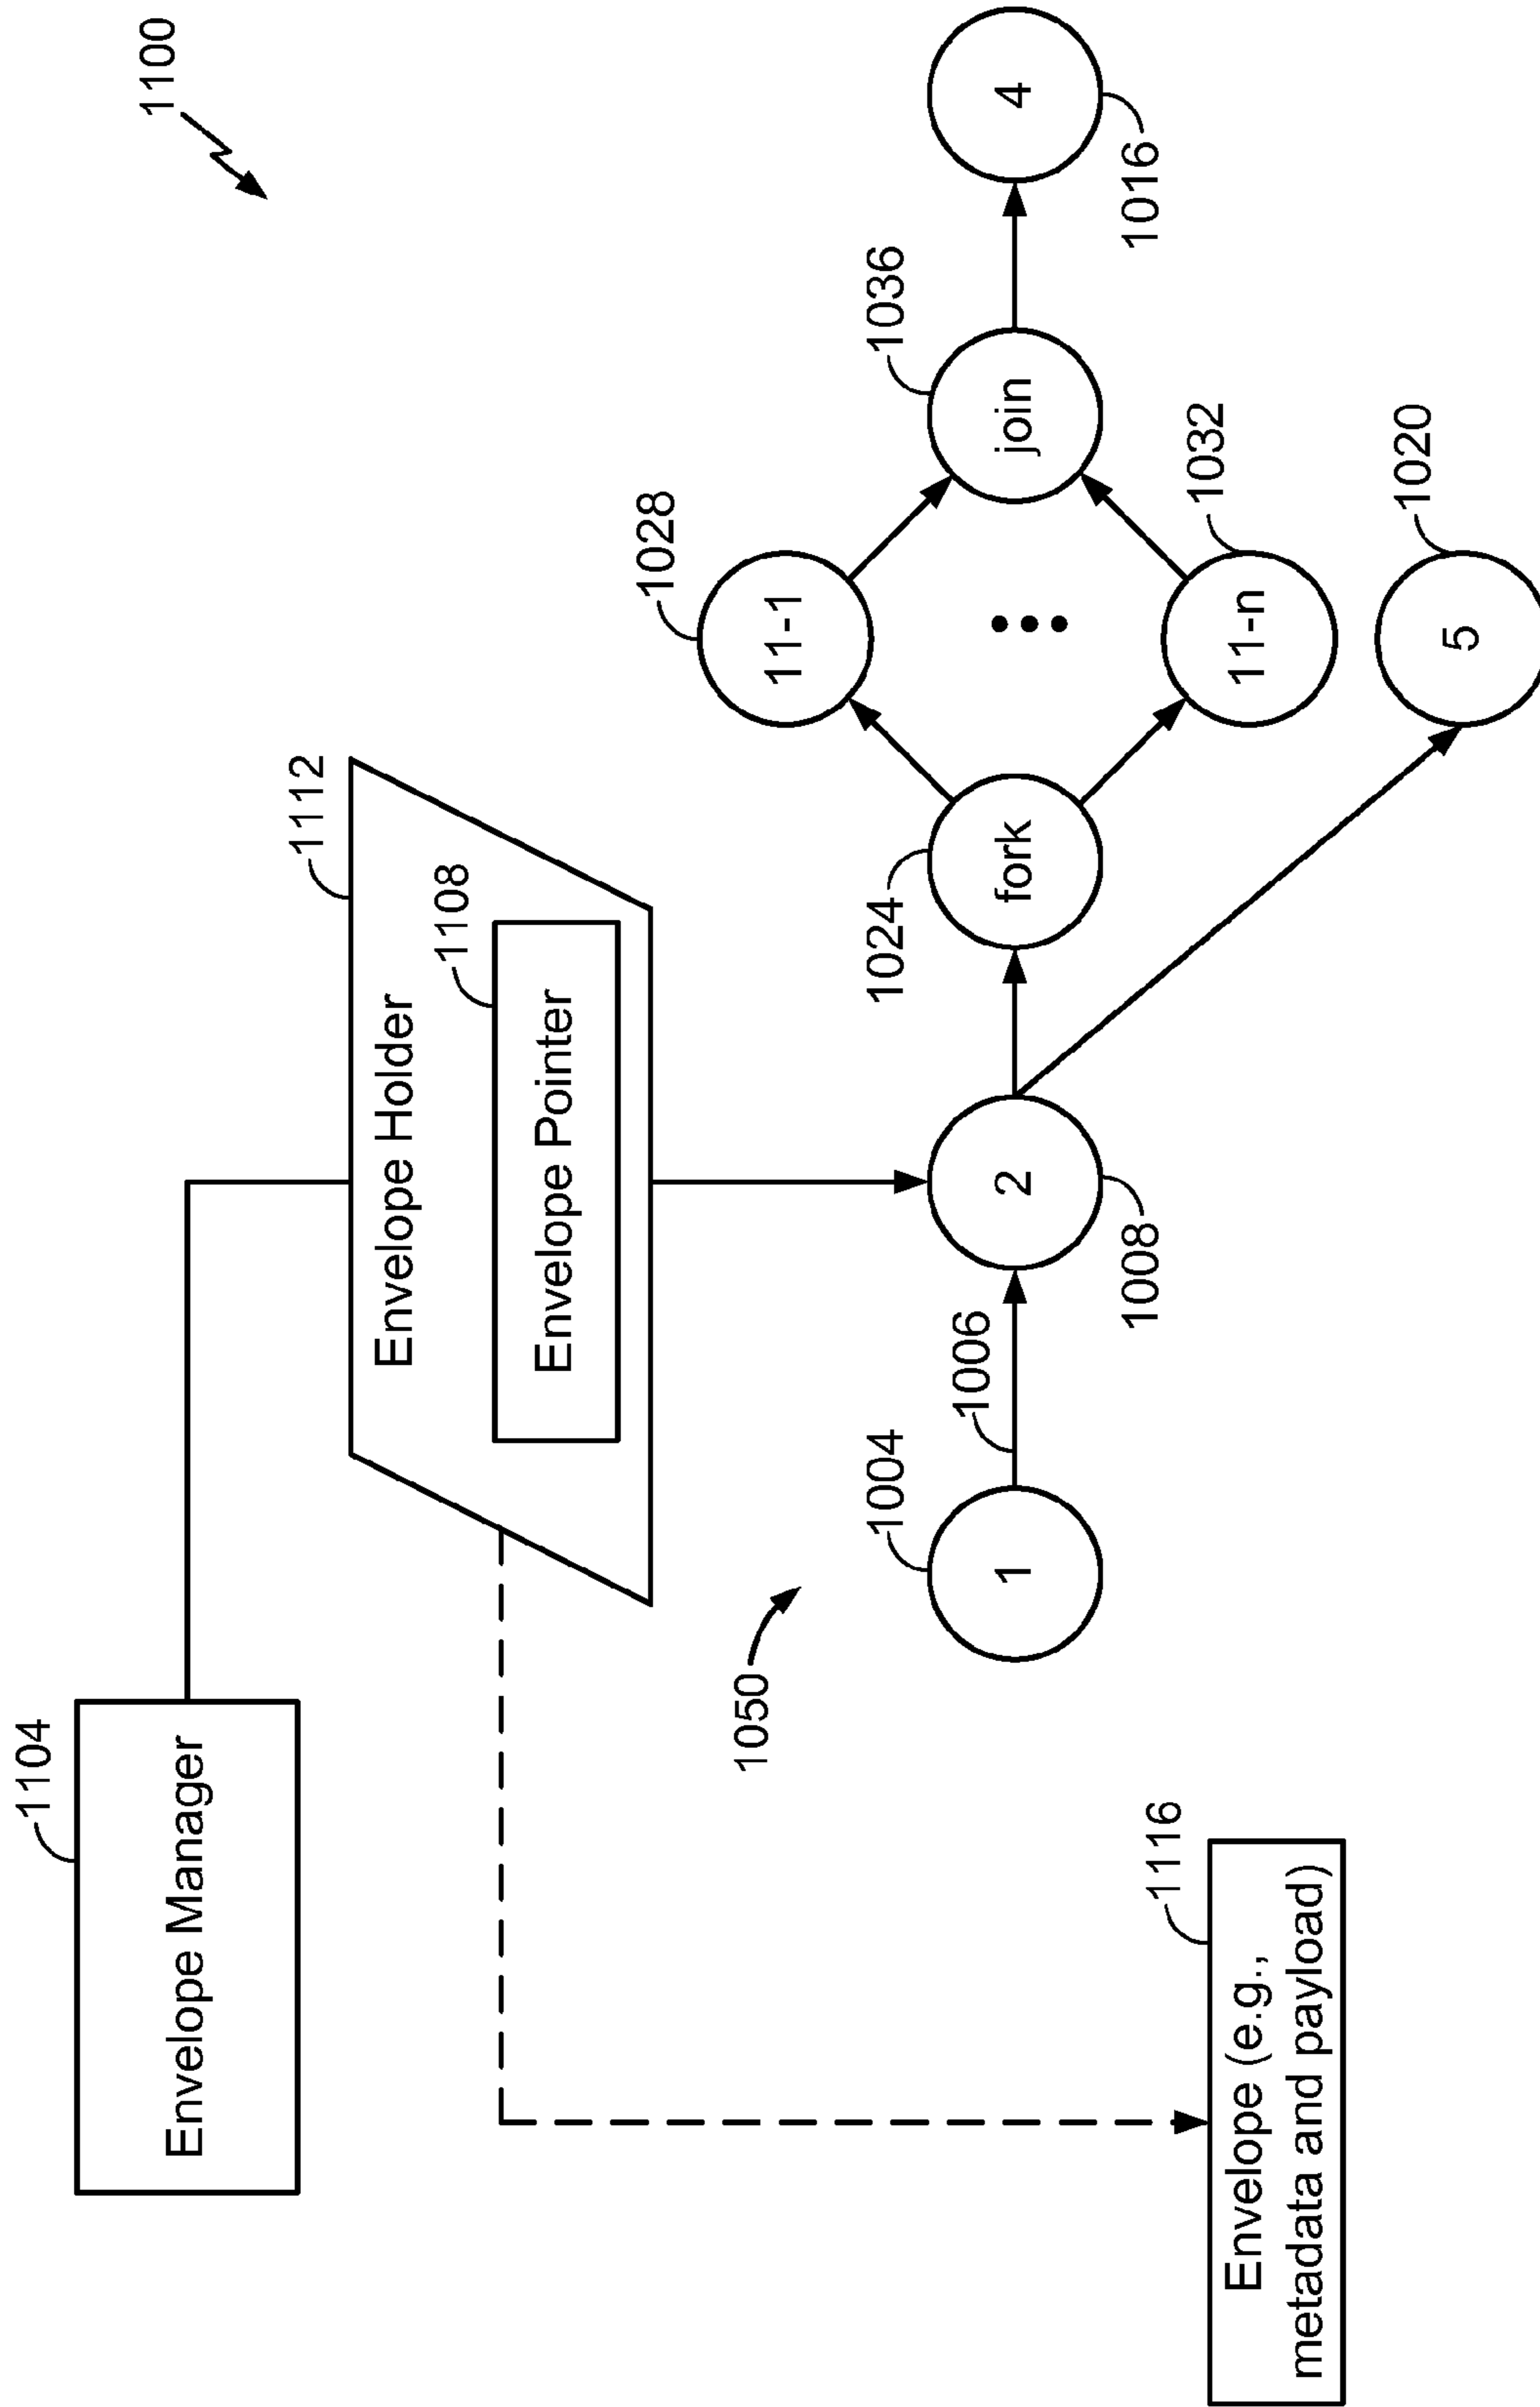 1100
1104
Envelope Manager
1112
Envelope Holder
1108
Envelope Pointer
1050
1028
11-1
1004
1
1006
2
1008
1024
fork
1036
join
4
1016
1032
11-n
1116
Envelope (e.g.,
metadata and payload)
1020
5